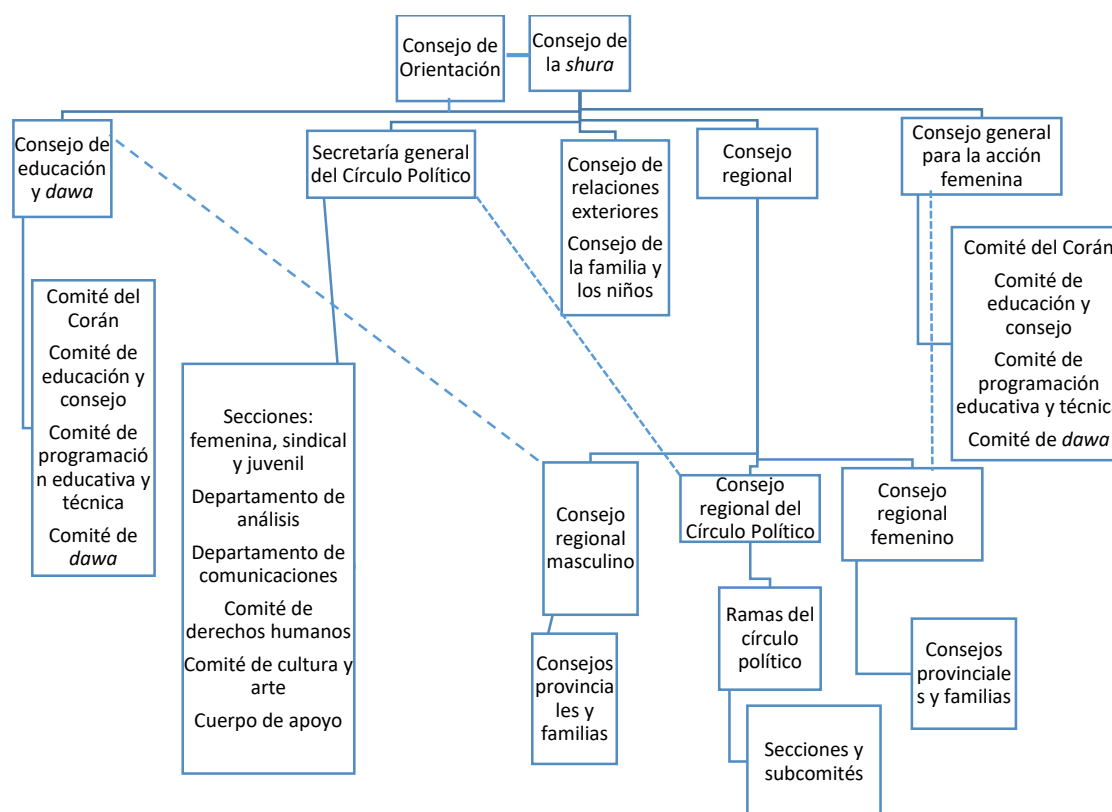 Consejo de
Orientación
Consejo de
la shura
Consejo de
educación
y dawa
Secretaría general
del Círculo Político
Consejo de
relaciones
exteriores
Consejo de
la familia y
los niños
Consejo
regional
Consejo general
para la acción
femenina
Comité del
Corán
Comité de
educación y
consejo
Comité de
programació
n educativa y
técnica
Comité de
dawa
Secciones:
femenina, sindical
y juvenil
Departamento de
análisis
Departamento de
comunicaciones
Comité de
derechos humanos
Comité de cultura y
arte
Cuerpo de apoyo
Comité del Corán
Comité de
educación y
consejo
Comité de
programación
educativa y técnica
Comité de dawa
Consejo
regional
masculino
Consejo
regional del
Círculo Político
Consejo
regional
femenino
Consejos
provincia
les y
familias
Ramas del
círculo
político
Secciones y
subcomités
Consejos
provinciale
s y familias